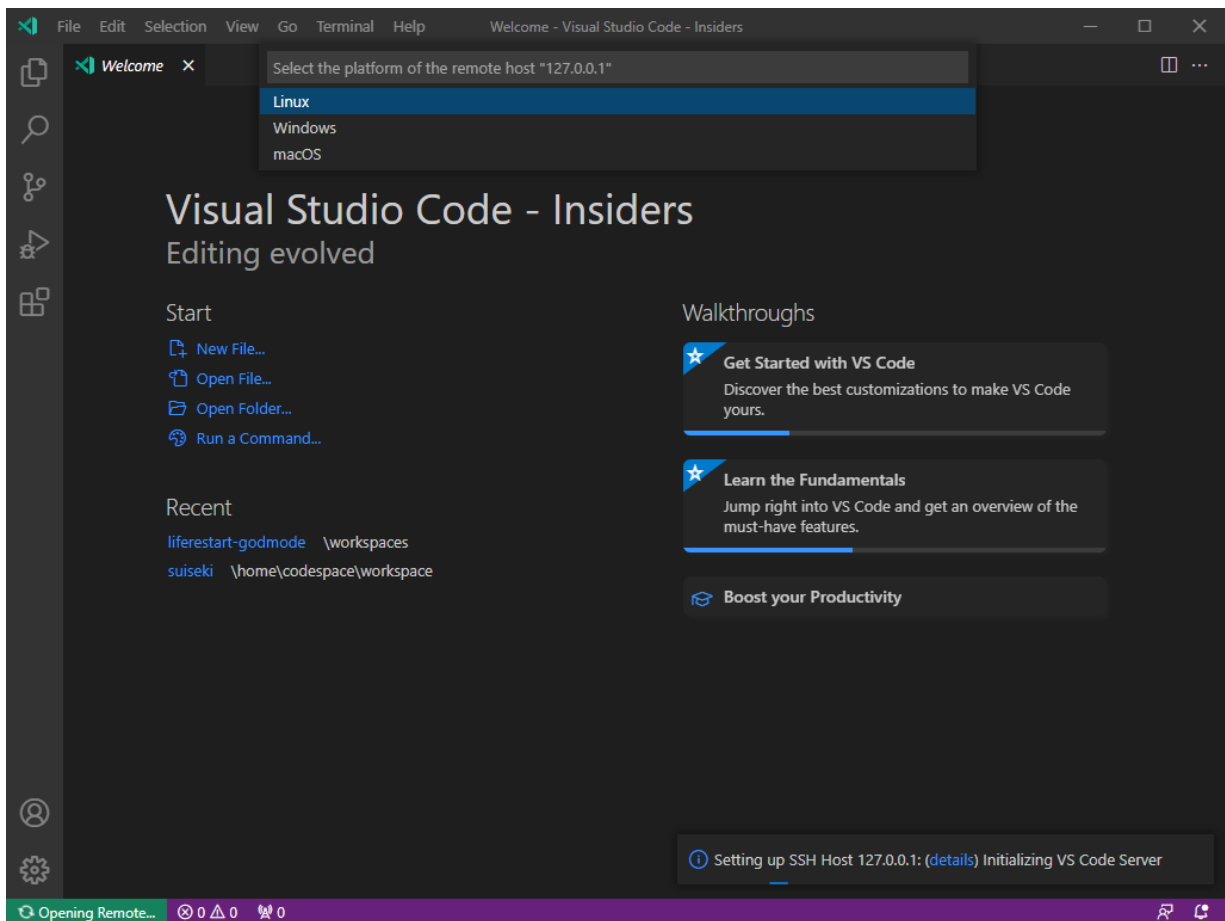 File Edit Selection View Go Terminal Help Welcome - Visual Studio Code - Insiders
Welcome
Select the platform of the remote host "127.0.0.1"
Linux
Windows
macOS
Visual Studio Code - Insiders
Editing evolved
Start
New File...
Open File...
Open Folder...
Run a Command...
Recent
liferestart-godmode \workspaces
suiseki \home\codespace\workspace
Walkthroughs
Get Started with VS Code
Discover the best customizations to make VS Code
yours.
Learn the Fundamentals
Jump right into VS Code and get an overview of the
must-have features.
Boost your Productivity
Setting up SSH Host 127.0.0.1: (details) Initializing VS Code Server
Opening Remote... 0 0 0